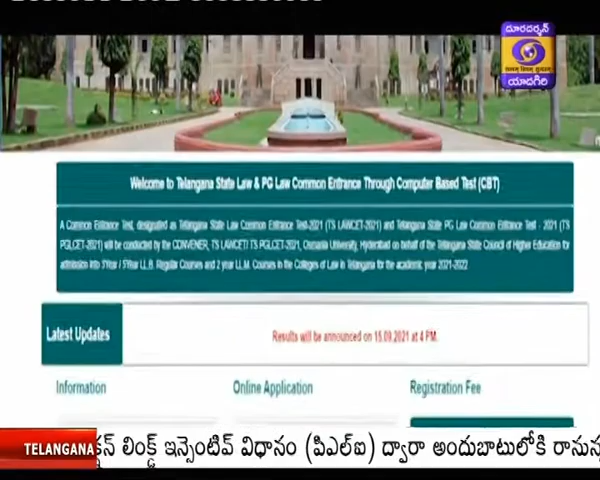 దూరదర్శన్
యాదగిరి
Welcome to Telangana State Law & PG Law Common Entrance Through Computer Based Test (CBT)
A Common Entrance Test, designated as Telangana State Law Common Entrance Test-2021 (TS LAWCET-2021) and Telangana State PG Law Common Entrance Test - 2021 (TS
PGLCET-2021) will be conducted by the CONVENER, TS LAWCET/ TS PGLCET-2021, Osmania University, Hyderabad on behalf of the Telangana State Council of Higher Education for
admission into 3Year / 5Year LL.B. Regular Courses and 2 year LL.M. Courses in the Colleges of Law in Telangana for the academic year 2021-2022.
Latest Updates
Results will be announced on 15.09.2021 at 4 PM.
Information Online Application Registration Fee
TELANGANA లింక్డ్ ఇన్సెంటివ్ విధానం (పిఎల్ఐ) ద్వారా అందుబాటులోకి రానున్న